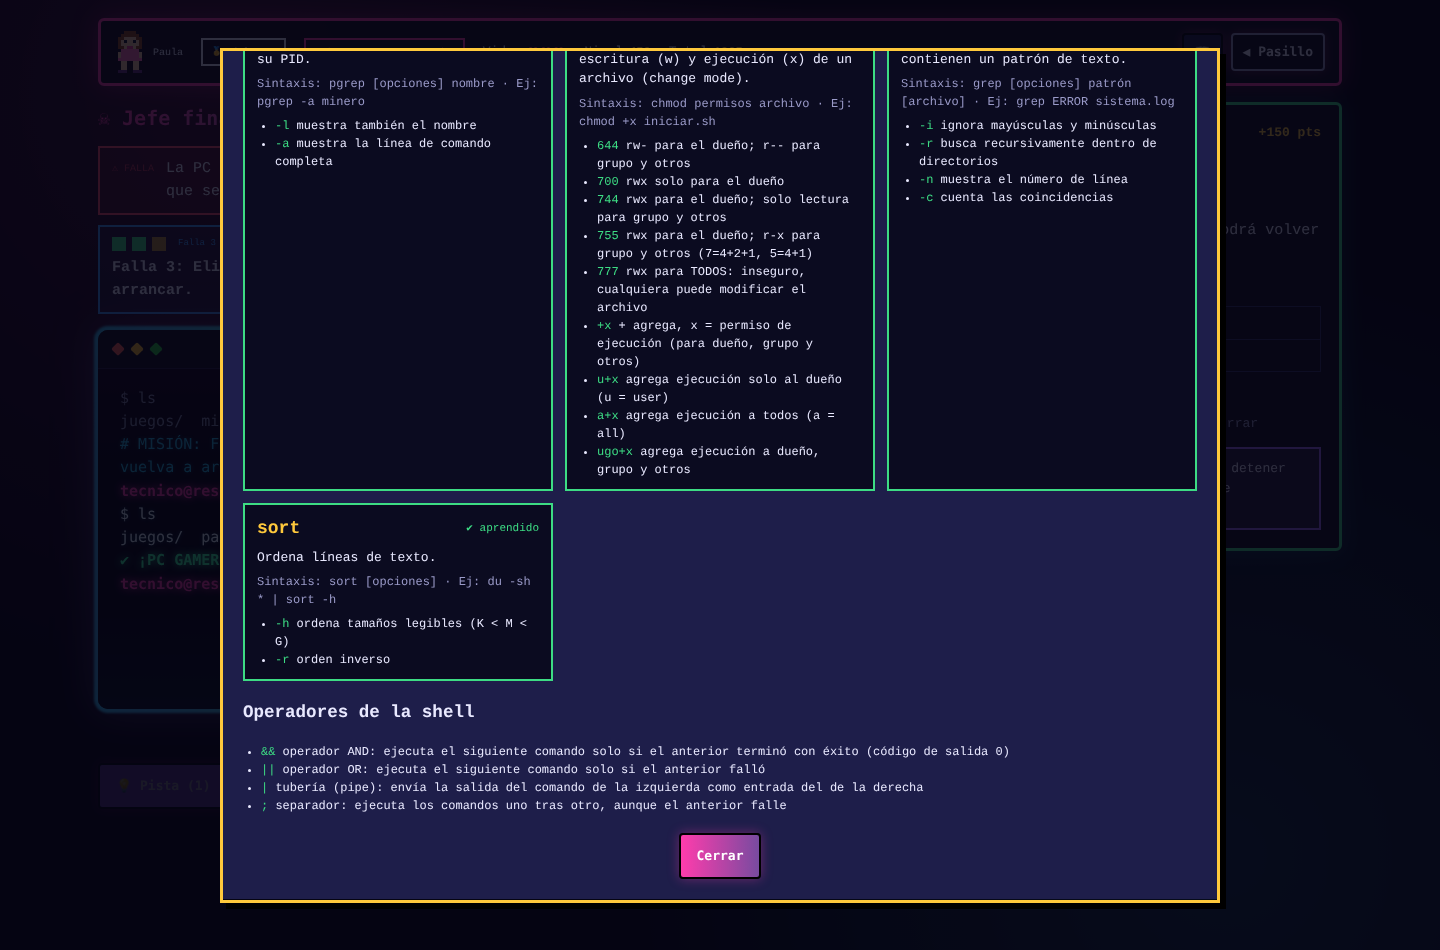 Paula
◀ Pasillo
☠ Jefe fin
+150 pts
La PC
que se
odrá volver
Falla 3: Eli
arrancar.
$ ls
juegos/ mi
# MISIÓN: F
vuelva a ar
tecnico@res
$ ls
juegos/ pa
✔ ¡PC GAMER
tecnico@res
rrar
detener
e
Pista (1)
su PID.
Sintaxis: pgrep [opciones] nombre · Ej:
pgrep -a minero
• -l muestra también el nombre
• -a muestra la línea de comando
completa
escritura (w) y ejecución (x) de un
archivo (change mode).
Sintaxis: chmod permisos archivo · Ej:
chmod +x iniciar.sh
• 644 rw- para el dueño; r-- para
grupo y otros
• 700 rwx solo para el dueño
• 744 rwx para el dueño; solo lectura
para grupo y otros
• 755 rwx para el dueño; r-x para
grupo y otros (7=4+2+1, 5=4+1)
• 777 rwx para TODOS: inseguro,
cualquiera puede modificar el
archivo
• +x + agrega, x = permiso de
ejecución (para dueño, grupo y
otros)
• u+x agrega ejecución solo al dueño
(u = user)
• a+x agrega ejecución a todos (a =
all)
• ugo+x agrega ejecución a dueño,
grupo y otros
contienen un patrón de texto.
Sintaxis: grep [opciones] patrón
[archivo] · Ej: grep ERROR sistema.log
• -i ignora mayúsculas y minúsculas
• -r busca recursivamente dentro de
directorios
• -n muestra el número de línea
• -c cuenta las coincidencias
sort ✔ aprendido
Ordena líneas de texto.
Sintaxis: sort [opciones] · Ej: du -sh
* | sort -h
• -h ordena tamaños legibles (K < M <
G)
• -r orden inverso
Operadores de la shell
• && operador AND: ejecuta el siguiente comando solo si el anterior terminó con éxito (código de salida 0)
• || operador OR: ejecuta el siguiente comando solo si el anterior falló
• | tubería (pipe): envía la salida del comando de la izquierda como entrada del de la derecha
• ; separador: ejecuta los comandos uno tras otro, aunque el anterior falle
Cerrar